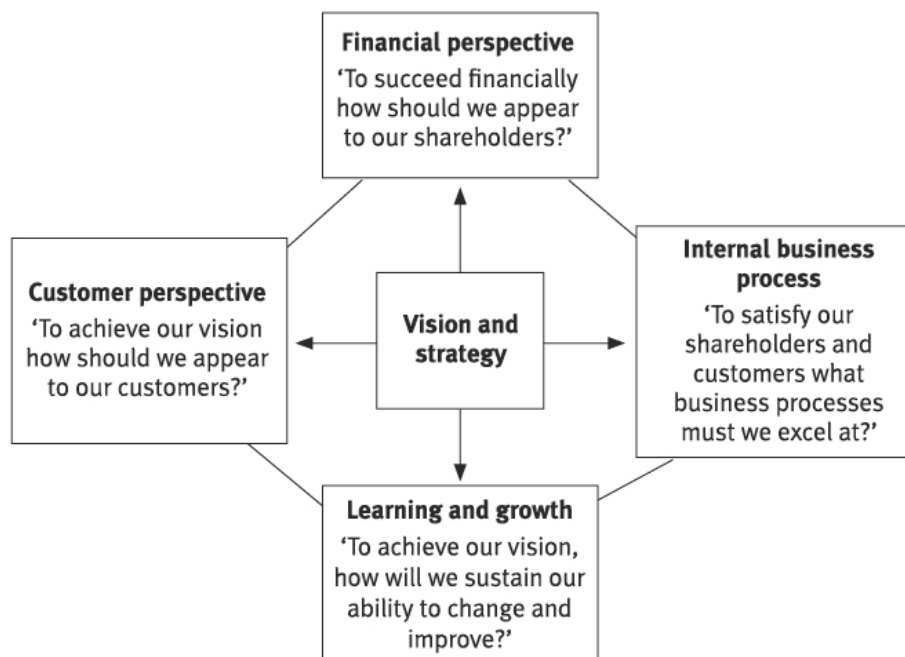 Financial perspective
‘To succeed financially
how should we appear
to our shareholders?’
Customer perspective
‘To achieve our vision
how should we appear
to our customers?’
Vision and
strategy
Internal business
process
‘To satisfy our
shareholders and
customers what
business processes
must we excel at?’
Learning and growth
‘To achieve our vision,
how will we sustain our
ability to change and
improve?’